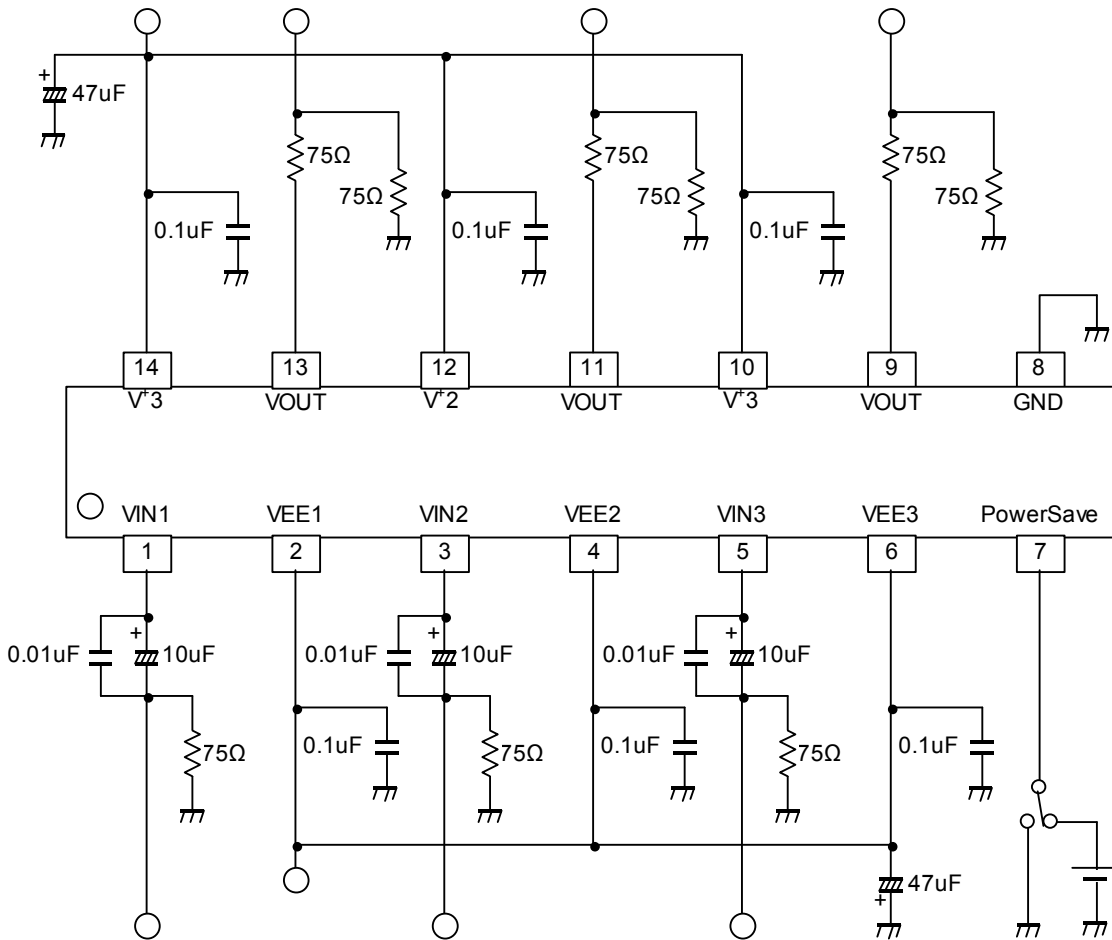 +
47uF
75Ω
75Ω
75Ω
75Ω
75Ω
75Ω
0.1uF
0.1uF
0.1uF
14
13
12
11
10
9
8
V+3
VOUT
V+2
VOUT
V+3
VOUT
GND
VIN1
VEE1
VIN2
VEE2
VIN3
VEE3
PowerSave
1
2
3
4
5
6
7
+
+
+
0.01uF
10uF
0.01uF
10uF
0.01uF
10uF
75Ω
0.1uF
75Ω
0.1uF
75Ω
0.1uF
47uF
+